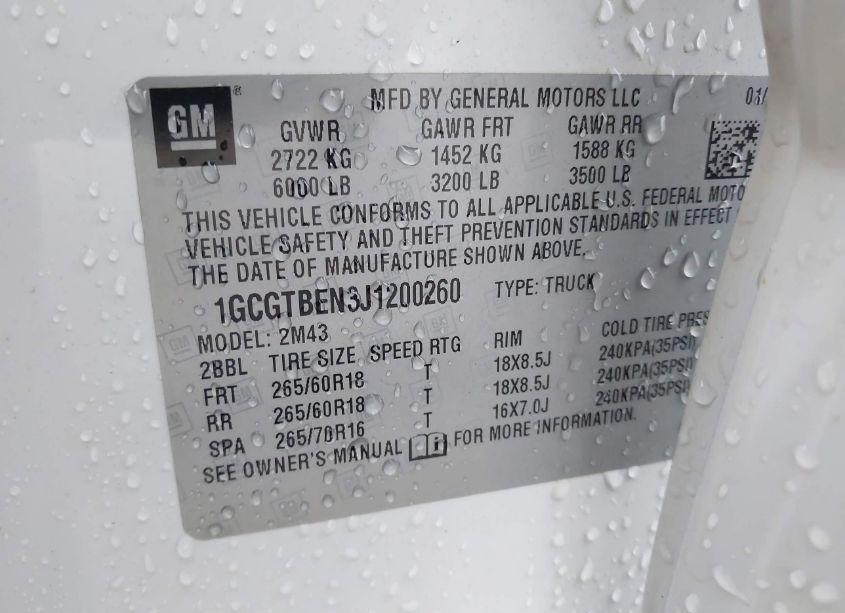 GM®
MFD BY GENERAL MOTORS LLC 01/
GVWR GAWR FRT GAWR RR
2722 KG 1452 KG 1588 KG
6000 LB 3200 LB 3500 LB
THIS VEHICLE CONFORMS TO ALL APPLICABLE U.S. FEDERAL MOTO
VEHICLE SAFETY AND THEFT PREVENTION STANDARDS IN EFFECT
THE DATE OF MANUFACTURE SHOWN ABOVE.
1GCGTBEN3J1200260 TYPE: TRUCK
MODEL: 2M43
2BBL TIRE SIZE SPEED RTG RIM COLD TIRE PRES
FRT 265/60R18 T 18X8.5J 240KPA(35PSI)
RR 265/60R18 T 18X8.5J 240KPA(35PSI)
SPA 265/70R16 T 16X7.0J 240KPA(35PSI)
SEE OWNER'S MANUAL FOR MORE INFORMATION.